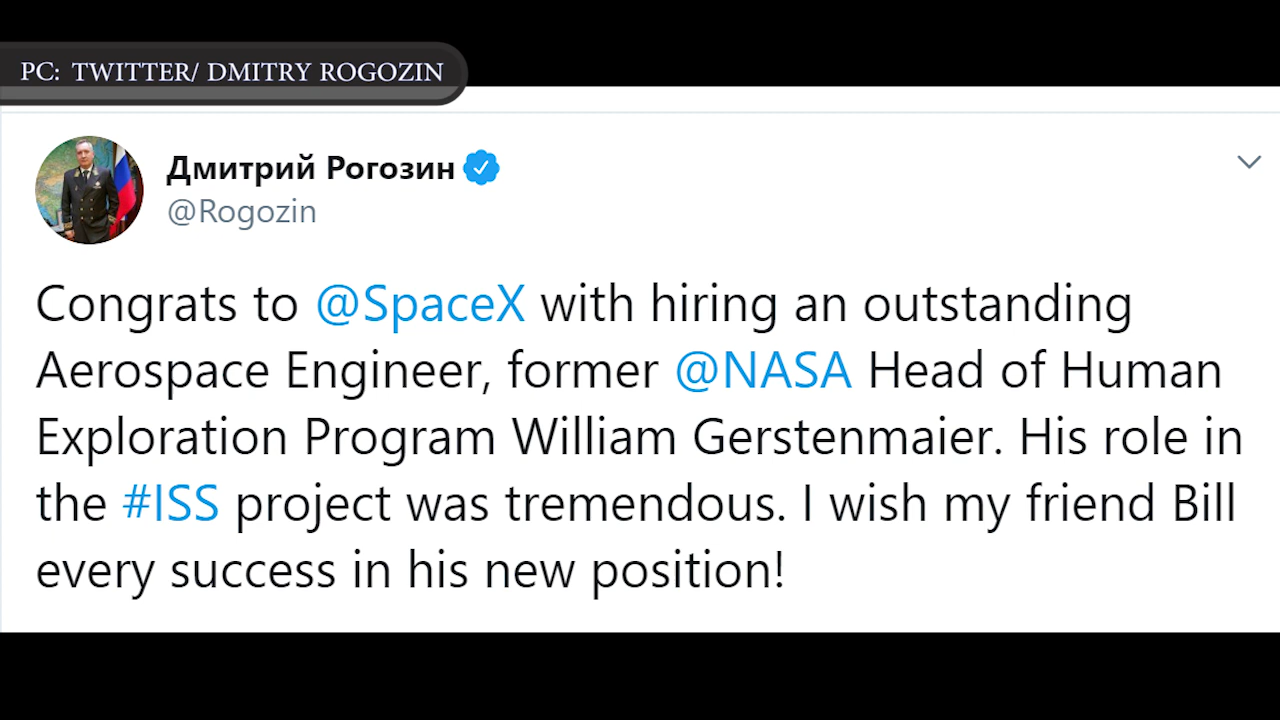 PC: TWITTER/ DMITRY ROGOZIN
Дмитрий Рогозин
@Rogozin
Congrats to @SpaceX with hiring an outstanding
Aerospace Engineer, former @NASA Head of Human
Exploration Program William Gerstenmaier. His role in
the #ISS project was tremendous. I wish my friend Bill
every success in his new position!